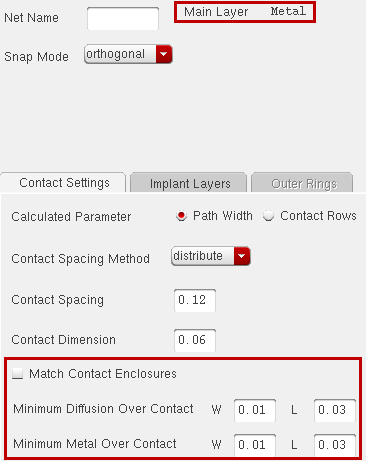 Net Name
Main Layer Metal
Snap Mode orthogonal
Contact Settings Implant Layers Outer Rings
Calculated Parameter Path Width Contact Rows
Contact Spacing Method distribute
Contact Spacing 0.12
Contact Dimension 0.06
Match Contact Enclosures
Minimum Diffusion Over Contact W 0.01 L 0.03
Minimum Metal Over Contact W 0.01 L 0.03